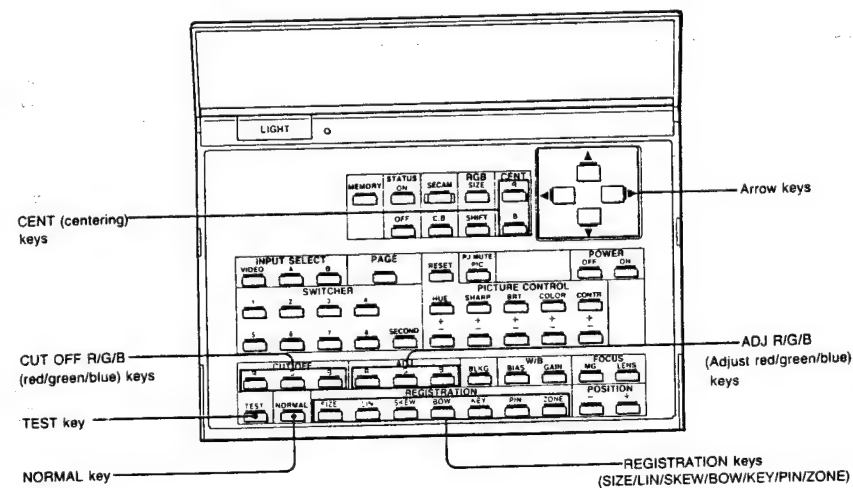 LIGHT
MEMORY STATUS ON SECAM RGB SIZE CENT R
OFF C.B SHIFT B
Arrow keys
CENT (centering)
keys
INPUT SELECT PAGE POWER
VIDEO A B RESET PJ MUTE PIC OFF ON
SWITCHER PICTURE CONTROL
1 2 3 4 HUE SHARP BRT COLOR CONTR
+ + + + +
5 6 7 8 SECOND - - - - -
CUT OFF R/G/B
(red/green/blue) keys
ADJ R/G/B
(Adjust red/green/blue)
keys
CUT OFF ADJ BLKG W/B BIAS GAIN FOCUS MG LENS
REGISTRATION POSITION
TEST NORMAL SIZE LIN SKEW BOW KEY PIN ZONE - +
TEST key
NORMAL key
REGISTRATION keys
(SIZE/LIN/SKEW/BOW/KEY/PIN/ZONE)